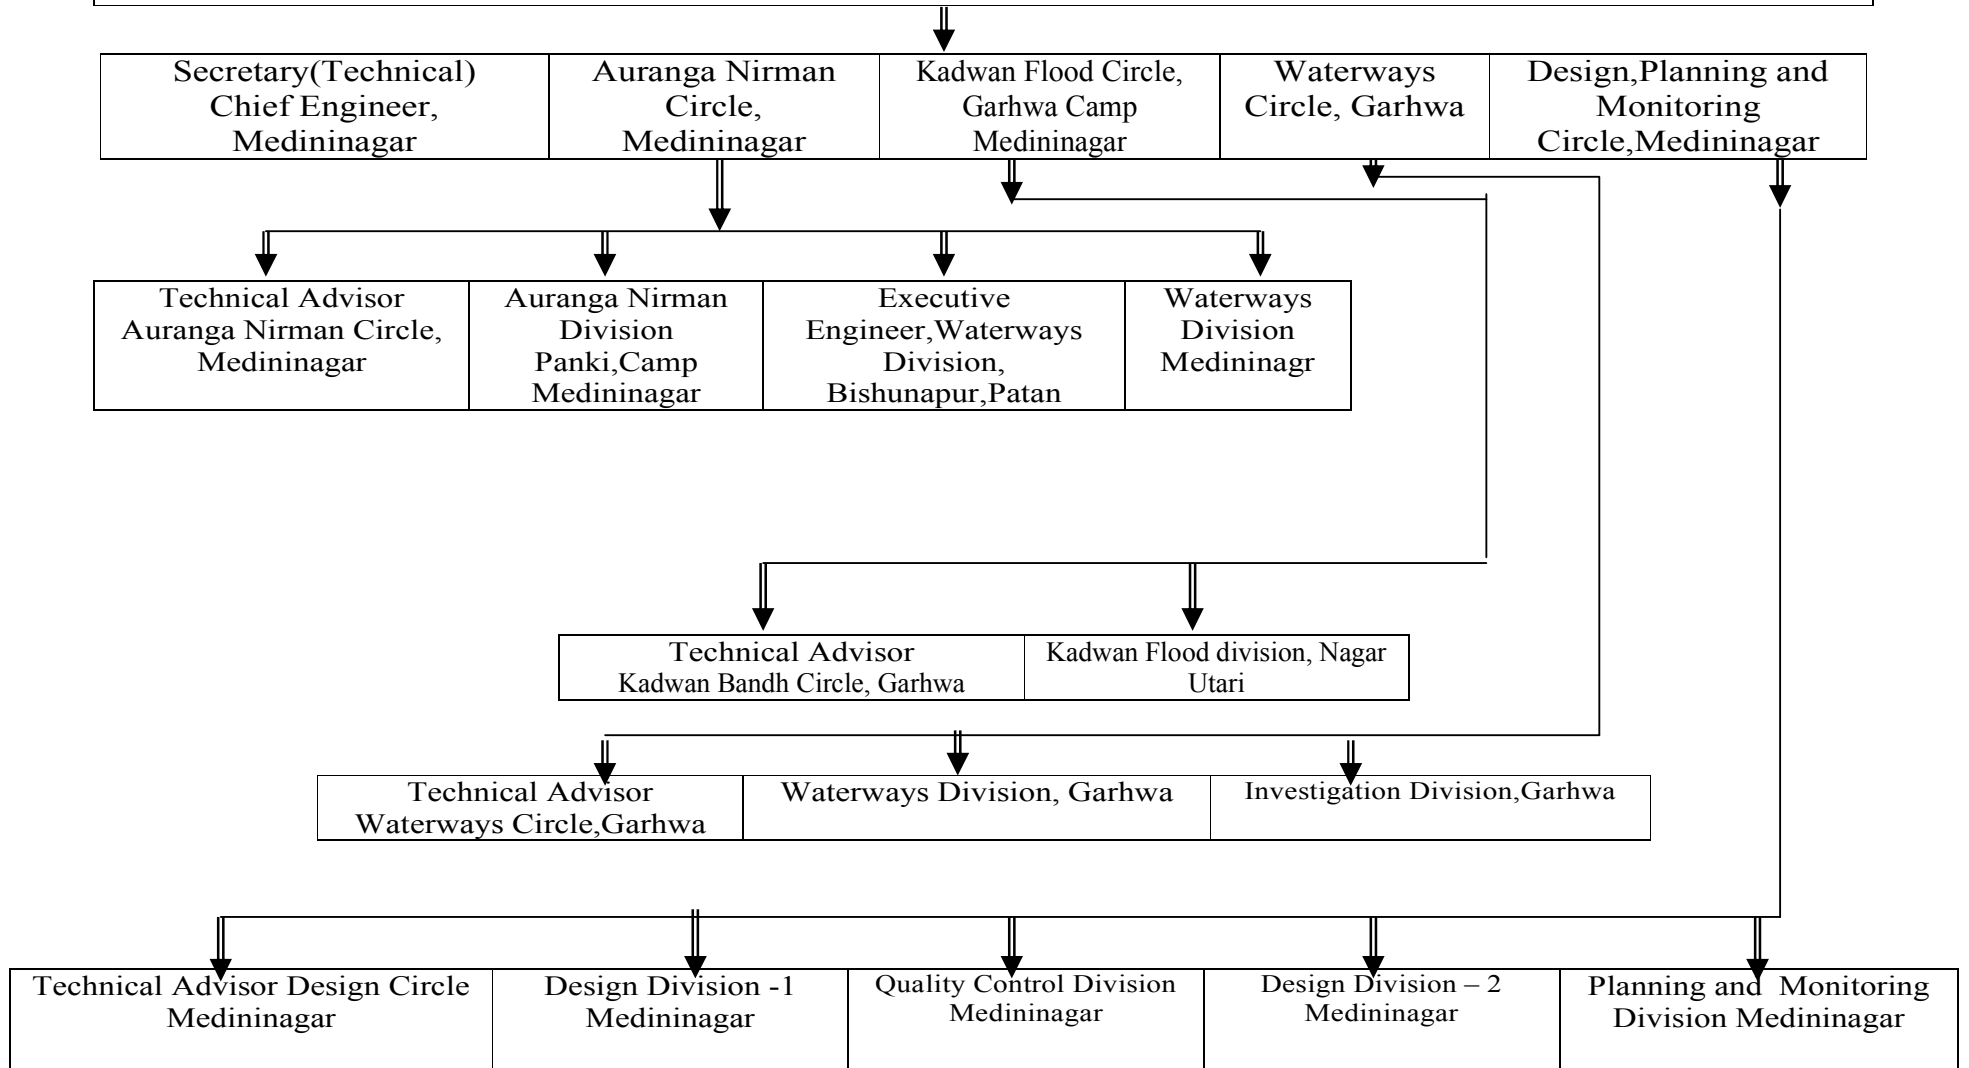 Secretary(Technical)
Chief Engineer,
Medininagar
Auranga Nirman
Circle,
Medininagar
Kadwan Flood Circle,
Garhwa Camp
Medininagar
Waterways
Circle, Garhwa
Design,Planning and
Monitoring
Circle,Medininagar
Technical Advisor
Auranga Nirman Circle,
Medininagar
Auranga Nirman
Division
Panki,Camp
Medininagar
Executive
Engineer,Waterways
Division,
Bishunapur,Patan
Waterways
Division
Medininagr
Technical Advisor
Kadwan Bandh Circle, Garhwa
Kadwan Flood division, Nagar
Utari
Technical Advisor
Waterways Circle,Garhwa
Waterways Division, Garhwa
Investigation Division,Garhwa
Technical Advisor Design Circle
Medininagar
Design Division -1
Medininagar
Quality Control Division
Medininagar
Design Division – 2
Medininagar
Planning and  Monitoring
Division Medininagar